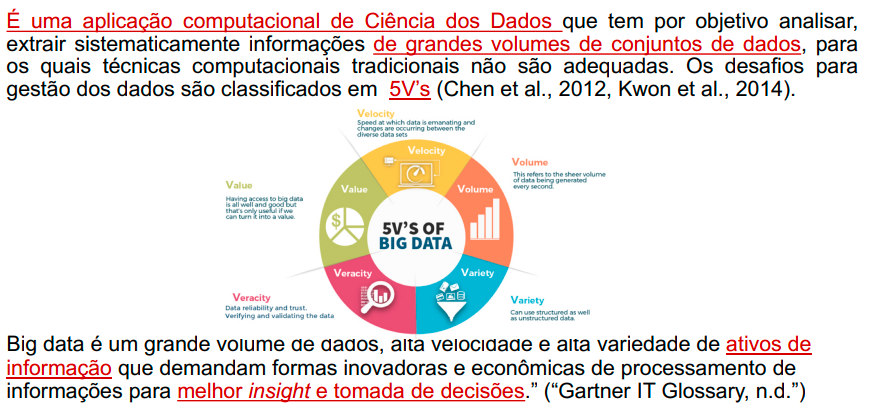 É uma aplicação computacional de Ciência dos Dados que tem por objetivo analisar,
extrair sistematicamente informações de grandes volumes de conjuntos de dados, para
os quais técnicas computacionais tradicionais não são adequadas. Os desafios para
gestão dos dados são classificados em 5V’s (Chen et al., 2012, Kwon et al., 2014).
Velocity
Speed at which data is emanating and
changes are occurring between the
diverse data sets
Velocity
Volume
This refers to the sheer volume
of data being generated
every second.
Volume
Value
Having access to big data
is all well and good but
that's only useful if we
can turn it into a value.
Value
$
5V’S OF
BIG DATA
Veracity
Veracity
Data reliability and trust.
Verifying and validating the data
Variety
Variety
Can use structured as well
as unstructured data.
Big data é um grande volume de dados, alta velocidade e alta variedade de ativos de
informação que demandam formas inovadoras e econômicas de processamento de
informações para melhor insight e tomada de decisões.” (“Gartner IT Glossary, n.d.”)